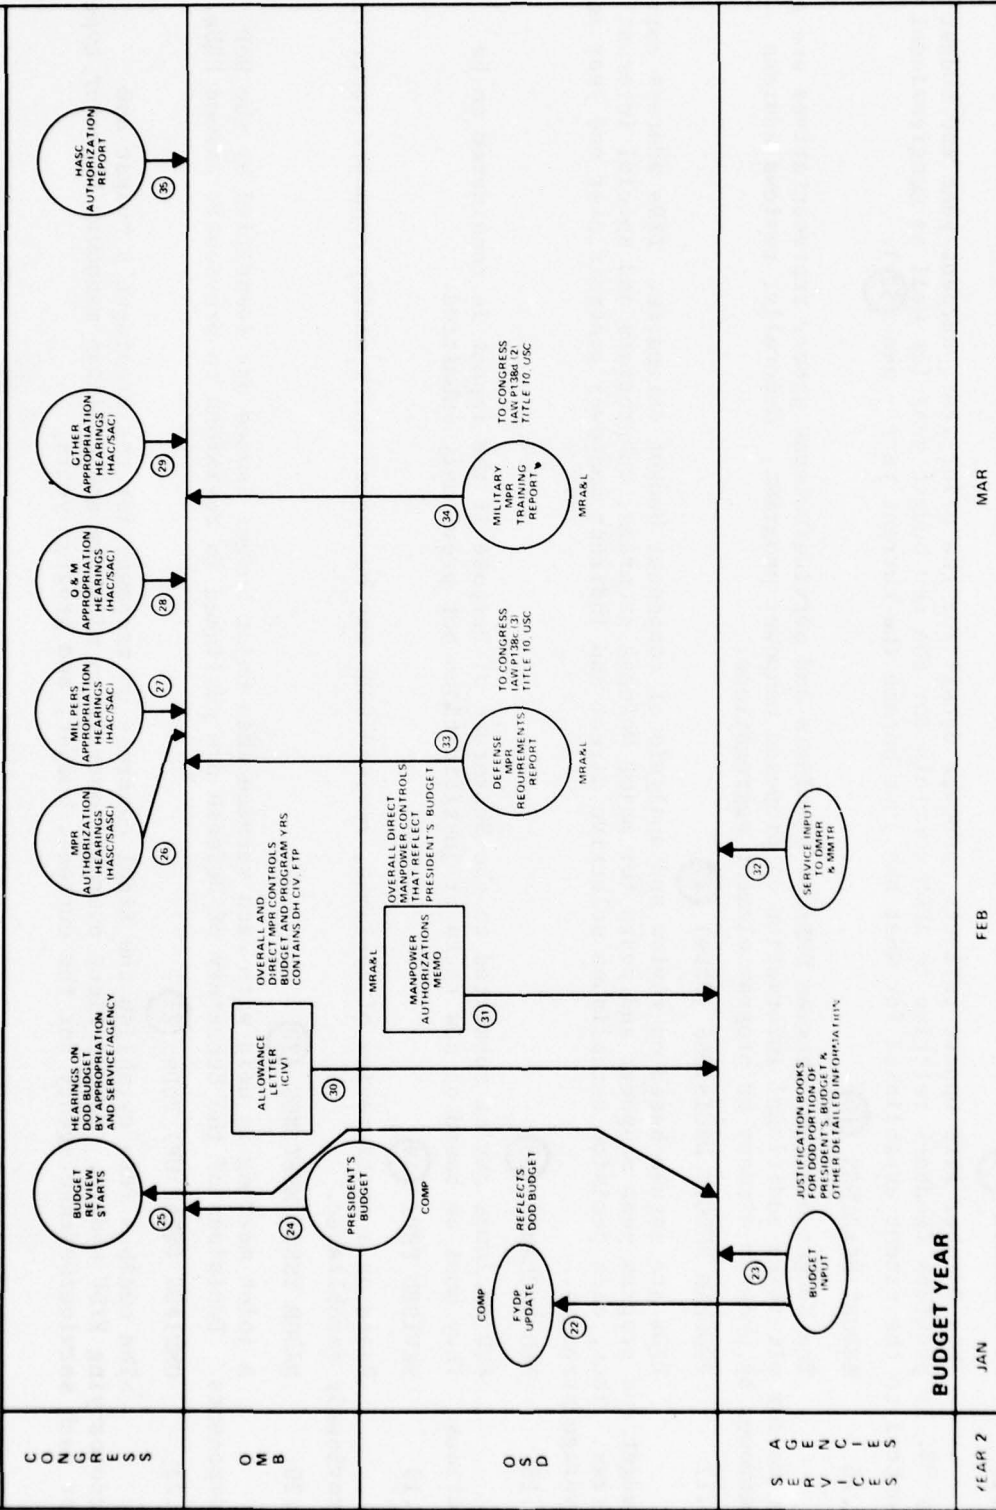 CONGRESS
BUDGET
REVIEW
STARTS
HEARINGS ON
DOD BUDGET
BY APPROPRIATION
AND SERVICE/AGENCY
25
MPR
AUTHORIZATION
HEARINGS
(HASC/SASC)
26
MIL PERS
APPROPRIATION
HEARINGS
(HAC/SAC)
27
O & M
APPROPRIATION
HEARINGS
(HAC/SAC)
28
OTHER
APPROPRIATION
HEARINGS
(HAC/SAC)
29
HASC
AUTHORIZATION
REPORT
35
OMB
24
PRESIDENT'S
BUDGET
COMP
ALLOWANCE
LETTER
(CIV)
30
OVERALL AND
DIRECT MPR CONTROLS
BUDGET AND PROGRAM YRS
CONTAINS DH CIV, FTP
OSD
COMP
FYDP
UPDATE
22
REFLECTS
DOD BUDGET
MRA&L
MANPOWER
AUTHORIZATIONS
MEMO
31
OVERALL DIRECT
MANPOWER CONTROLS
THAT REFLECT
PRESIDENT'S BUDGET
33
DEFENSE
MPR
REQUIREMENTS
REPORT
MRA&L
TO CONGRESS
IAW P138c (3)
TITLE 10, USC
34
MILITARY
MPR
TRAINING
REPORT
MRA&L
TO CONGRESS
IAW P138d (2)
TITLE 10, USC
SERVICES
AGENCIES
23
BUDGET
INPUT
JUSTIFICATION BOOKS
FOR DOD PORTION OF
PRESIDENT'S BUDGET &
OTHER DETAILED INFORMATION
32
SERVICE INPUT
TO DMRR
& MMTR
BUDGET YEAR
YEAR 2
JAN
FEB
MAR